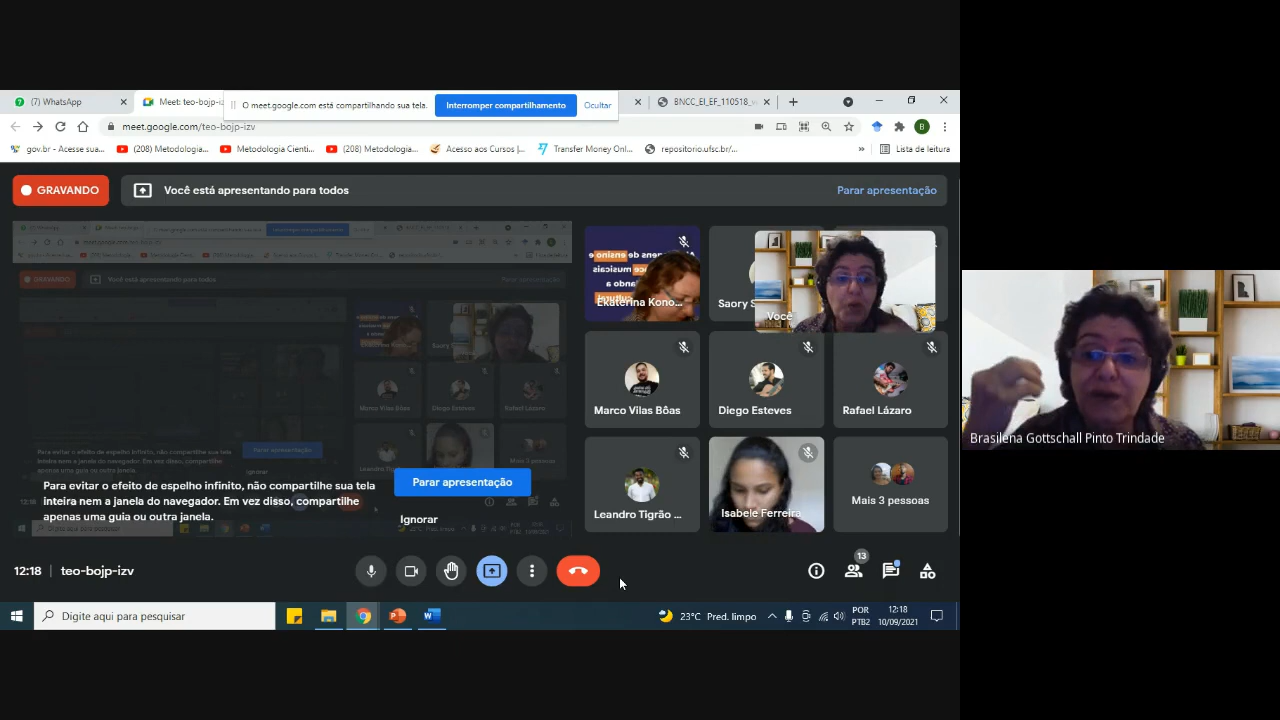 (7) WhatsApp
Meet: teo-bojp-iz
O meet.google.com está compartilhando sua tela.
Interromper compartilhamento
Ocultar
BNCC_EI_EF_110518_
meet.google.com/teo-bojp-izv
B
gov.br - Acesse sua...
(208) Metodologia...
Metodologia Cientí...
(208) Metodologia...
Acesso aos Cursos |...
Transfer Money Onl...
repositorio.ufsc.br/...
Lista de leitura
GRAVANDO
Você está apresentando para todos
Parar apresentação
Ekaterina Kono...
Saory S
Você
Marco Vilas Bôas
Diego Esteves
Rafael Lázaro
Leandro Tigrão ...
Isabele Ferreira
Mais 3 pessoas
Para evitar o efeito de espelho infinito, não compartilhe sua tela
inteira nem a janela do navegador. Em vez disso, compartilhe
apenas uma guia ou outra janela.
Parar apresentação
Ignorar
12:18 | teo-bojp-izv
13
Digite aqui para pesquisar
23°C Pred. limpo
POR
PTB2
12:18
10/09/2021
Brasilena Gottschall Pinto Trindade